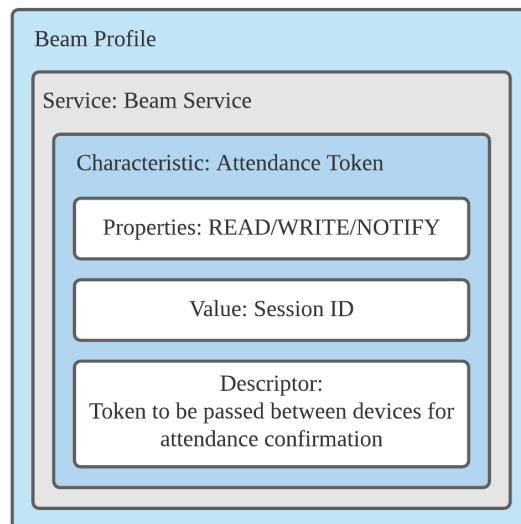 Beam Profile
Service: Beam Service
Characteristic: Attendance Token
Properties: READ/WRITE/NOTIFY
Value: Session ID
Descriptor:
Token to be passed between devices for
attendance confirmation